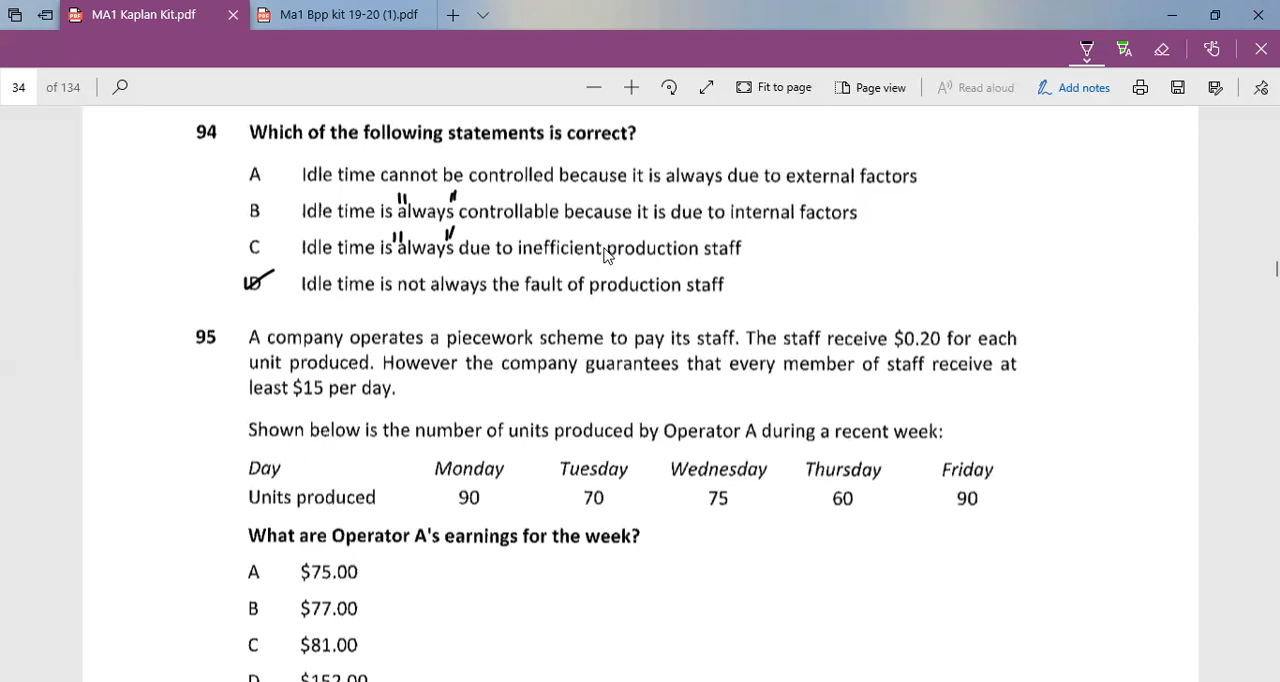 MA1 Kaplan Kit.pdf
Ma1 Bpp kit 19-20 (1).pdf
34 of 134
Fit to page
Page view
Read aloud
Add notes
94 Which of the following statements is correct?
A Idle time cannot be controlled because it is always due to external factors
B Idle time is always controllable because it is due to internal factors
C Idle time is always due to inefficient production staff
D Idle time is not always the fault of production staff
95 A company operates a piecework scheme to pay its staff. The staff receive $0.20 for each
unit produced. However the company guarantees that every member of staff receive at
least $15 per day.
Shown below is the number of units produced by Operator A during a recent week:
Day Monday Tuesday Wednesday Thursday Friday
Units produced 90 70 75 60 90
What are Operator A's earnings for the week?
A $75.00
B $77.00
C $81.00
D $152.00